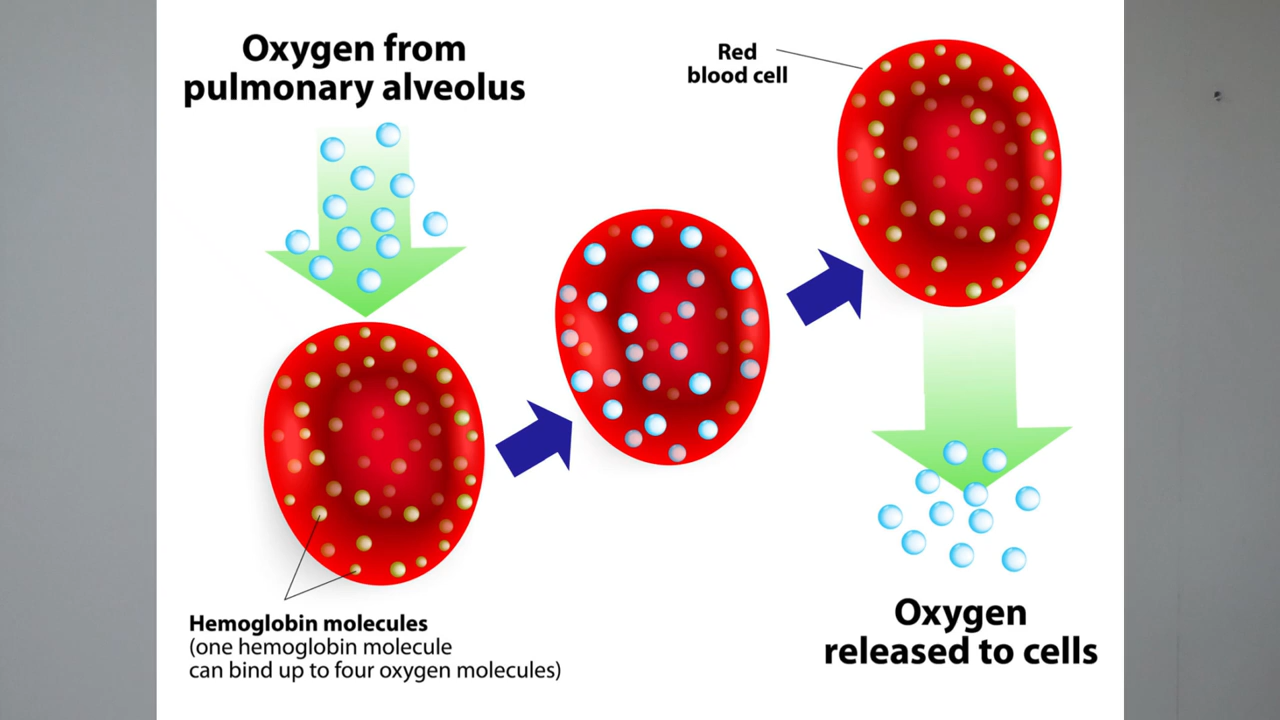 Oxygen from
pulmonary alveolus
Red
blood cell
Hemoglobin molecules
(one hemoglobin molecule
can bind up to four oxygen molecules)
Oxygen
released to cells